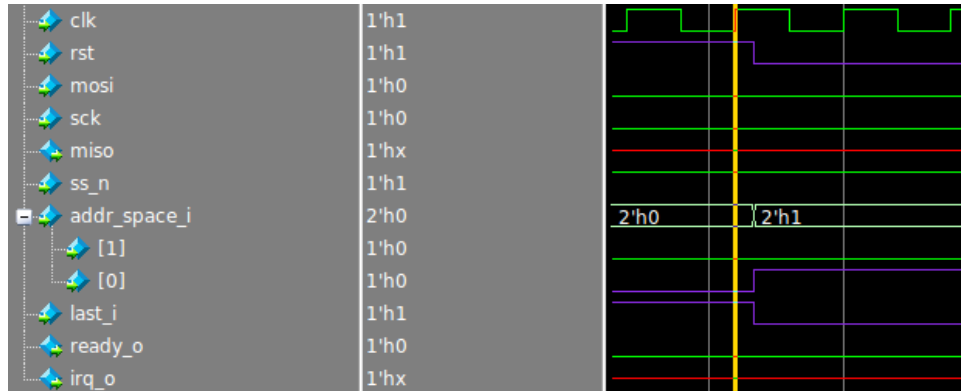 clk 1'h1
rst 1'h1
mosi 1'h0
sck 1'h0
miso 1'hx
ss_n 1'h1
addr_space_i 2'h0 2'h0 2'h1
[1] 1'h0
[0] 1'h0
last_i 1'h1
ready_o 1'h0
irq_o 1'hx